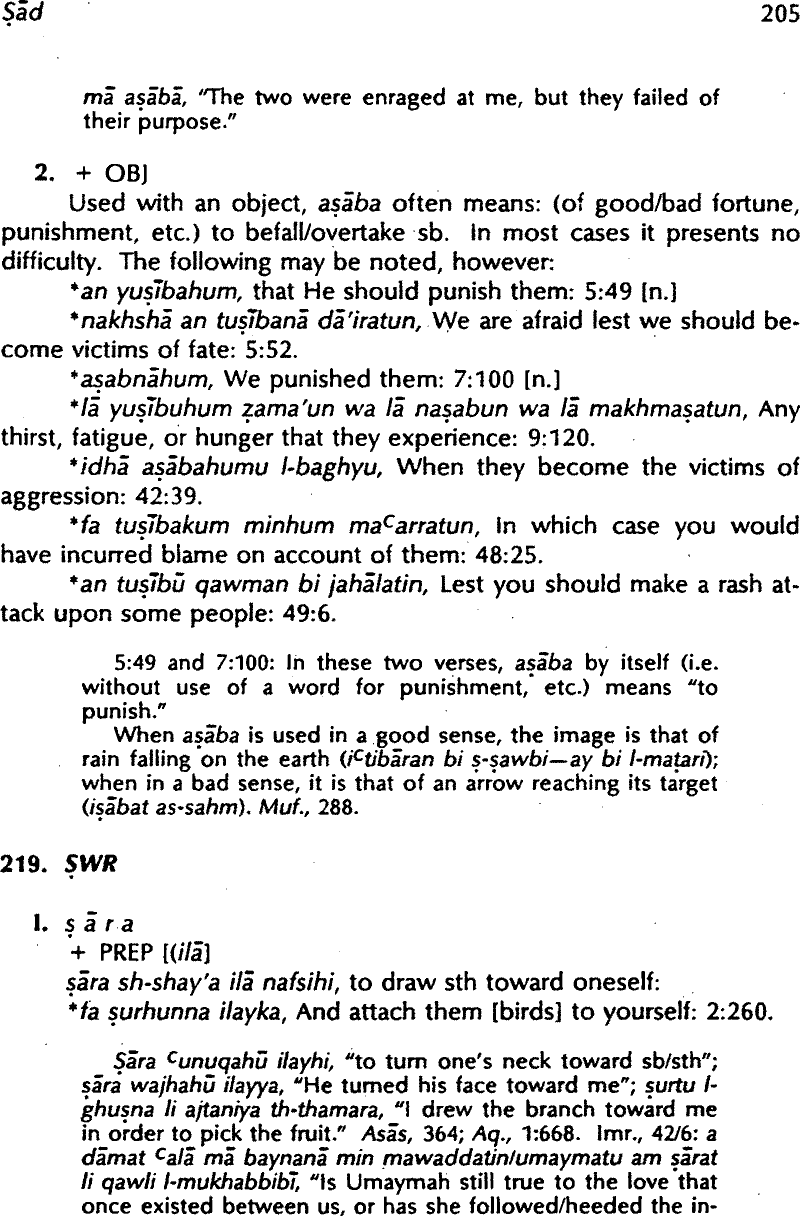 Ṣād 205
mā aṣābā, "The two were enraged at me, but they failed of
their purpose."
2. + OBJ
Used with an object, aṣāba often means: (of good/bad fortune,
punishment, etc.) to befall/overtake sb. In most cases it presents no
difficulty. The following may be noted, however:
*an yuṣībahum, that He should punish them: 5:49 [n.]
*nakhshā an tuṣībanā dā'iratun, We are afraid lest we should be-
come victims of fate: 5:52.
*aṣabnāhum, We punished them: 7:100 [n.]
*lā yuṣībuhum ẓama'un wa lā naṣabun wa lā makhmaṣatun, Any
thirst, fatigue, or hunger that they experience: 9:120.
*idhā aṣābahumu l-baghyu, When they become the victims of
aggression: 42:39.
*fa tuṣībakum minhum maᶜarratun, In which case you would
have incurred blame on account of them: 48:25.
*an tuṣībū qawman bi jahālatin, Lest you should make a rash at-
tack upon some people: 49:6.
5:49 and 7:100: In these two verses, aṣāba by itself (i.e.
without use of a word for punishment, etc.) means "to
punish."
When aṣāba is used in a good sense, the image is that of
rain falling on the earth (iᶜtibāran bi ṣ-ṣawbi—ay bi l-maṭari);
when in a bad sense, it is that of an arrow reaching its target
(iṣābat as-sahm). Muf., 288.
219. ṢWR
I. ṣ ā r a
+ PREP [(ilā]
ṣāra sh-shay'a ilā nafsihi, to draw sth toward oneself:
*fa ṣurhunna ilayka, And attach them [birds] to yourself: 2:260.
Ṣāra ᶜunuqahū ilayhi, "to turn one's neck toward sb/sth";
ṣāra wajhahū ilayya, "He turned his face toward me"; ṣurtu l-
ghuṣna li ajtaniya th-thamara, "I drew the branch toward me
in order to pick the fruit." Asās, 364; Aq., 1:668. Imr., 42/6: a
dāmat ᶜalā mā baynanā min mawaddatin/umaymatu am ṣārat
li qawli l-mukhabbibī, "Is Umaymah still true to the love that
once existed between us, or has she followed/heeded the in-